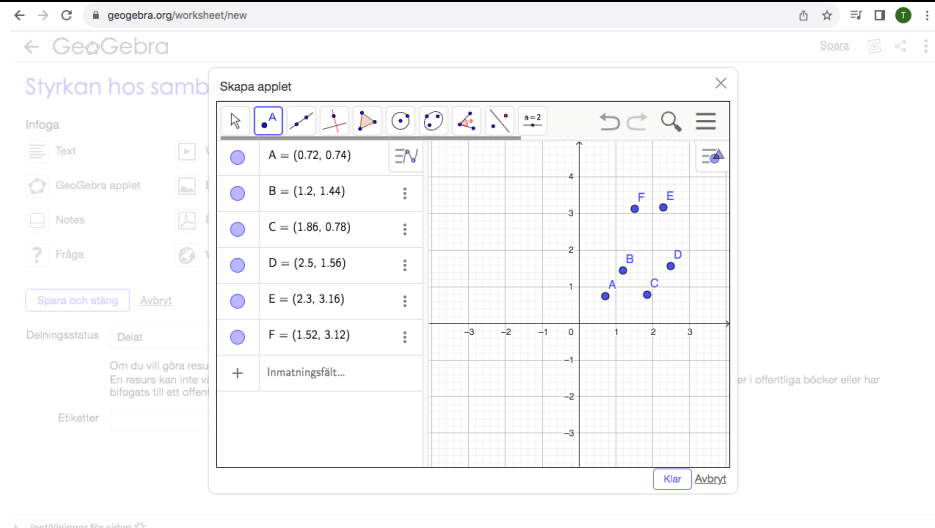 geogebra.org/worksheet/new
T
GeoGebra
Spara
Styrkan hos samb
Skapa applet
Infoga
Text
GeoGebra applet
Notes
Fråga
Spara och stäng
Avbryt
Delningsstatus
Delat
Om du vill göra resu
En resurs kan inte va
bifogats till ett offent
er i offentliga böcker eller har
Etiketter
A
a=2
A = (0.72, 0.74)
B = (1.2, 1.44)
C = (1.86, 0.78)
D = (2.5, 1.56)
E = (2.3, 3.16)
F = (1.52, 3.12)
Inmatningsfält...
4
F E
3
2
B D
1
A C
−3 −2 −1 0 1 2 3
−1
−2
−3
Klar
Avbryt
Inställningar för sidan